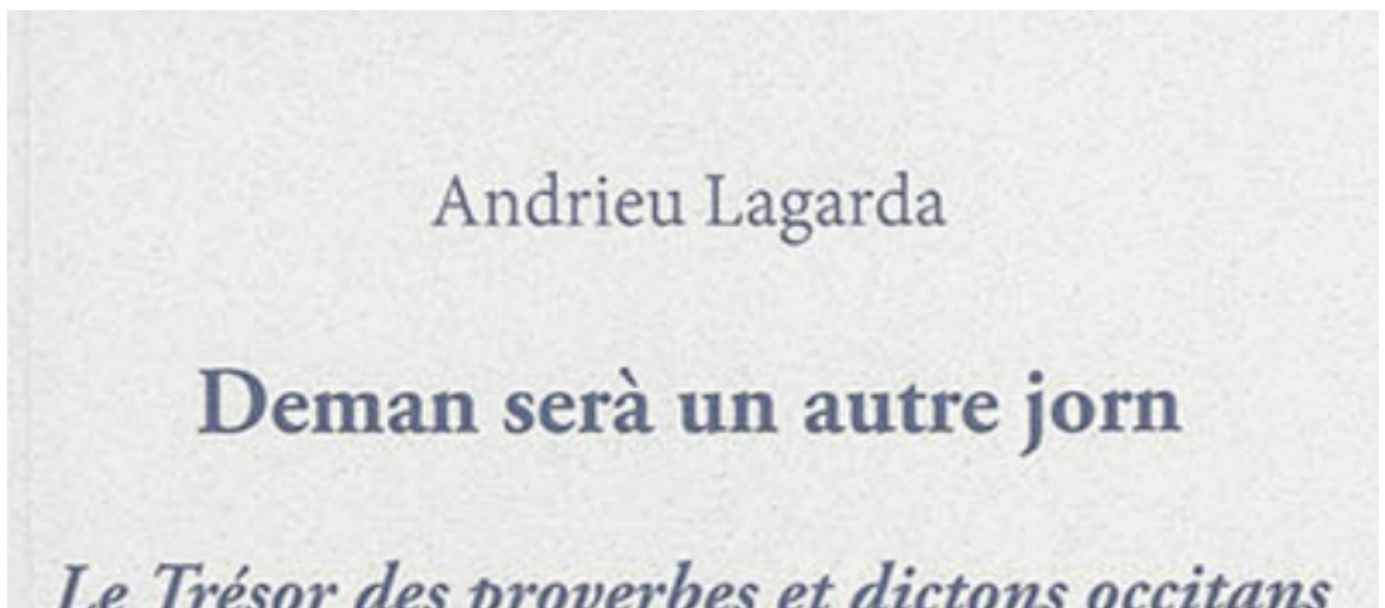 Andrieu Lagarda
Deman serà un autre jorn
Le Trésor des proverbes et dictons occitans